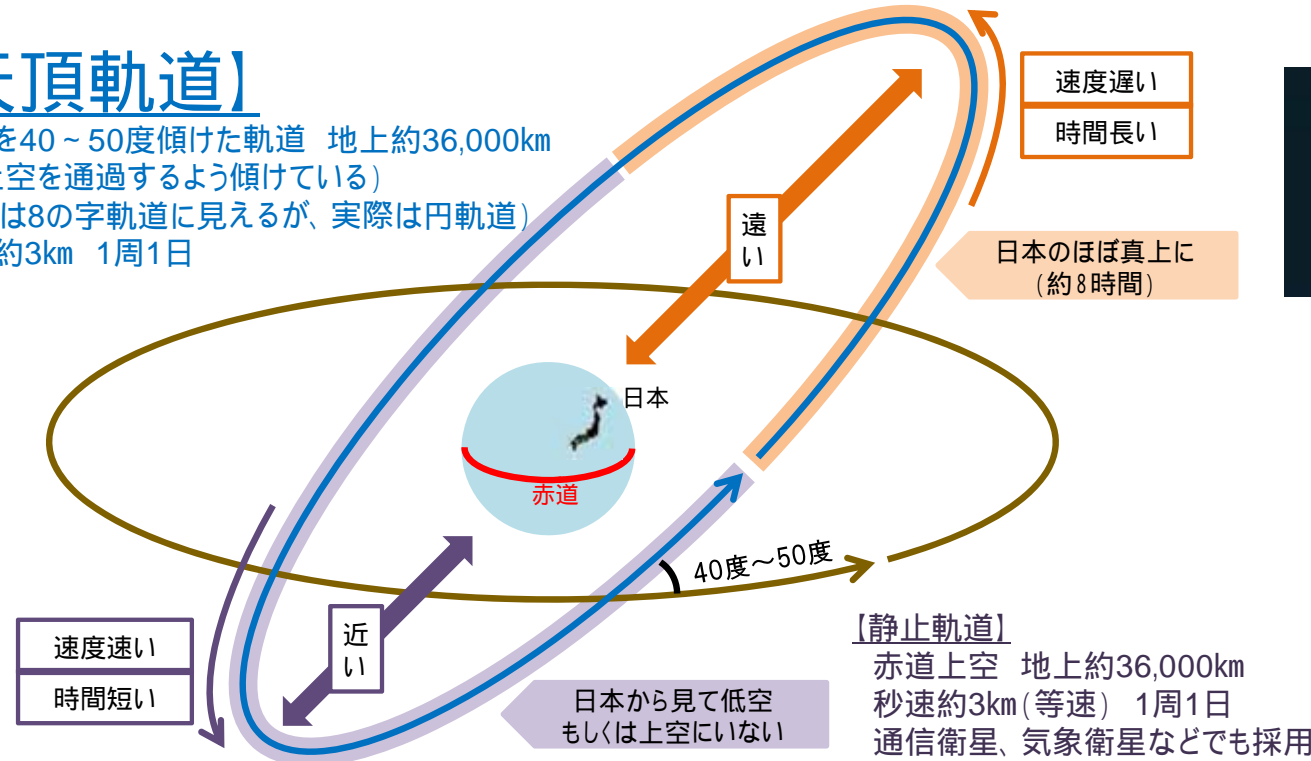 天頂軌道】
を40~50度傾けた軌道 地上約36,000km
上空を通過するよう傾けている)
は8の字軌道に見えるが、実際は円軌道)
約3km 1周1日
速度遅い
時間長い
遠い
日本のほぼ真上に
(約8時間)
日本
赤道
40度～50度
近い
速度速い
時間短い
日本から見て低空
もしくは上空にいない
【静止軌道】
赤道上空 地上約36,000km
秒速約3km(等速) 1周1日
通信衛星、気象衛星などでも採用